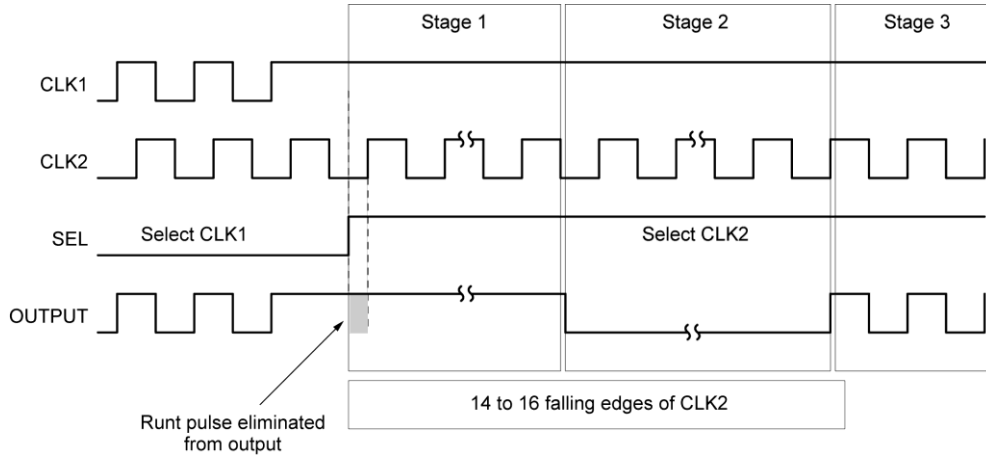 Stage 1
Stage 2
Stage 3
CLK1
CLK2
SEL
Select CLK1
Select CLK2
OUTPUT
Runt pulse eliminated
from output
14 to 16 falling edges of CLK2